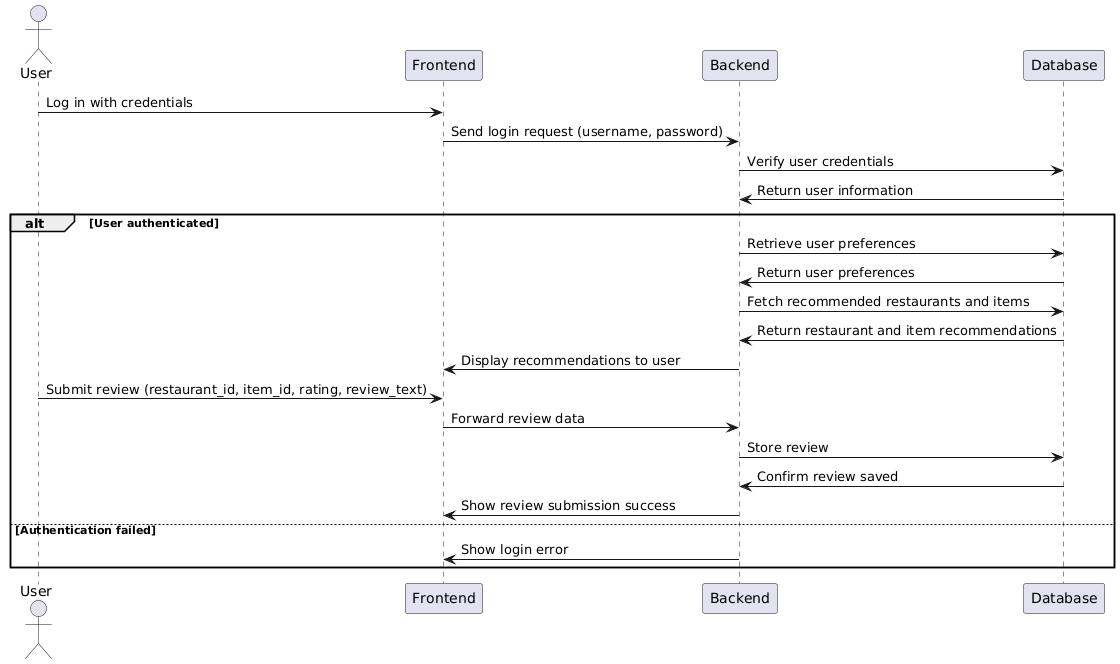 User
Frontend
Backend
Database
Log in with credentials
Send login request (username, password)
Verify user credentials
Return user information
alt
[User authenticated]
Retrieve user preferences
Return user preferences
Fetch recommended restaurants and items
Return restaurant and item recommendations
Display recommendations to user
Submit review (restaurant_id, item_id, rating, review_text)
Forward review data
Store review
Confirm review saved
Show review submission success
[Authentication failed]
Show login error
User
Frontend
Backend
Database